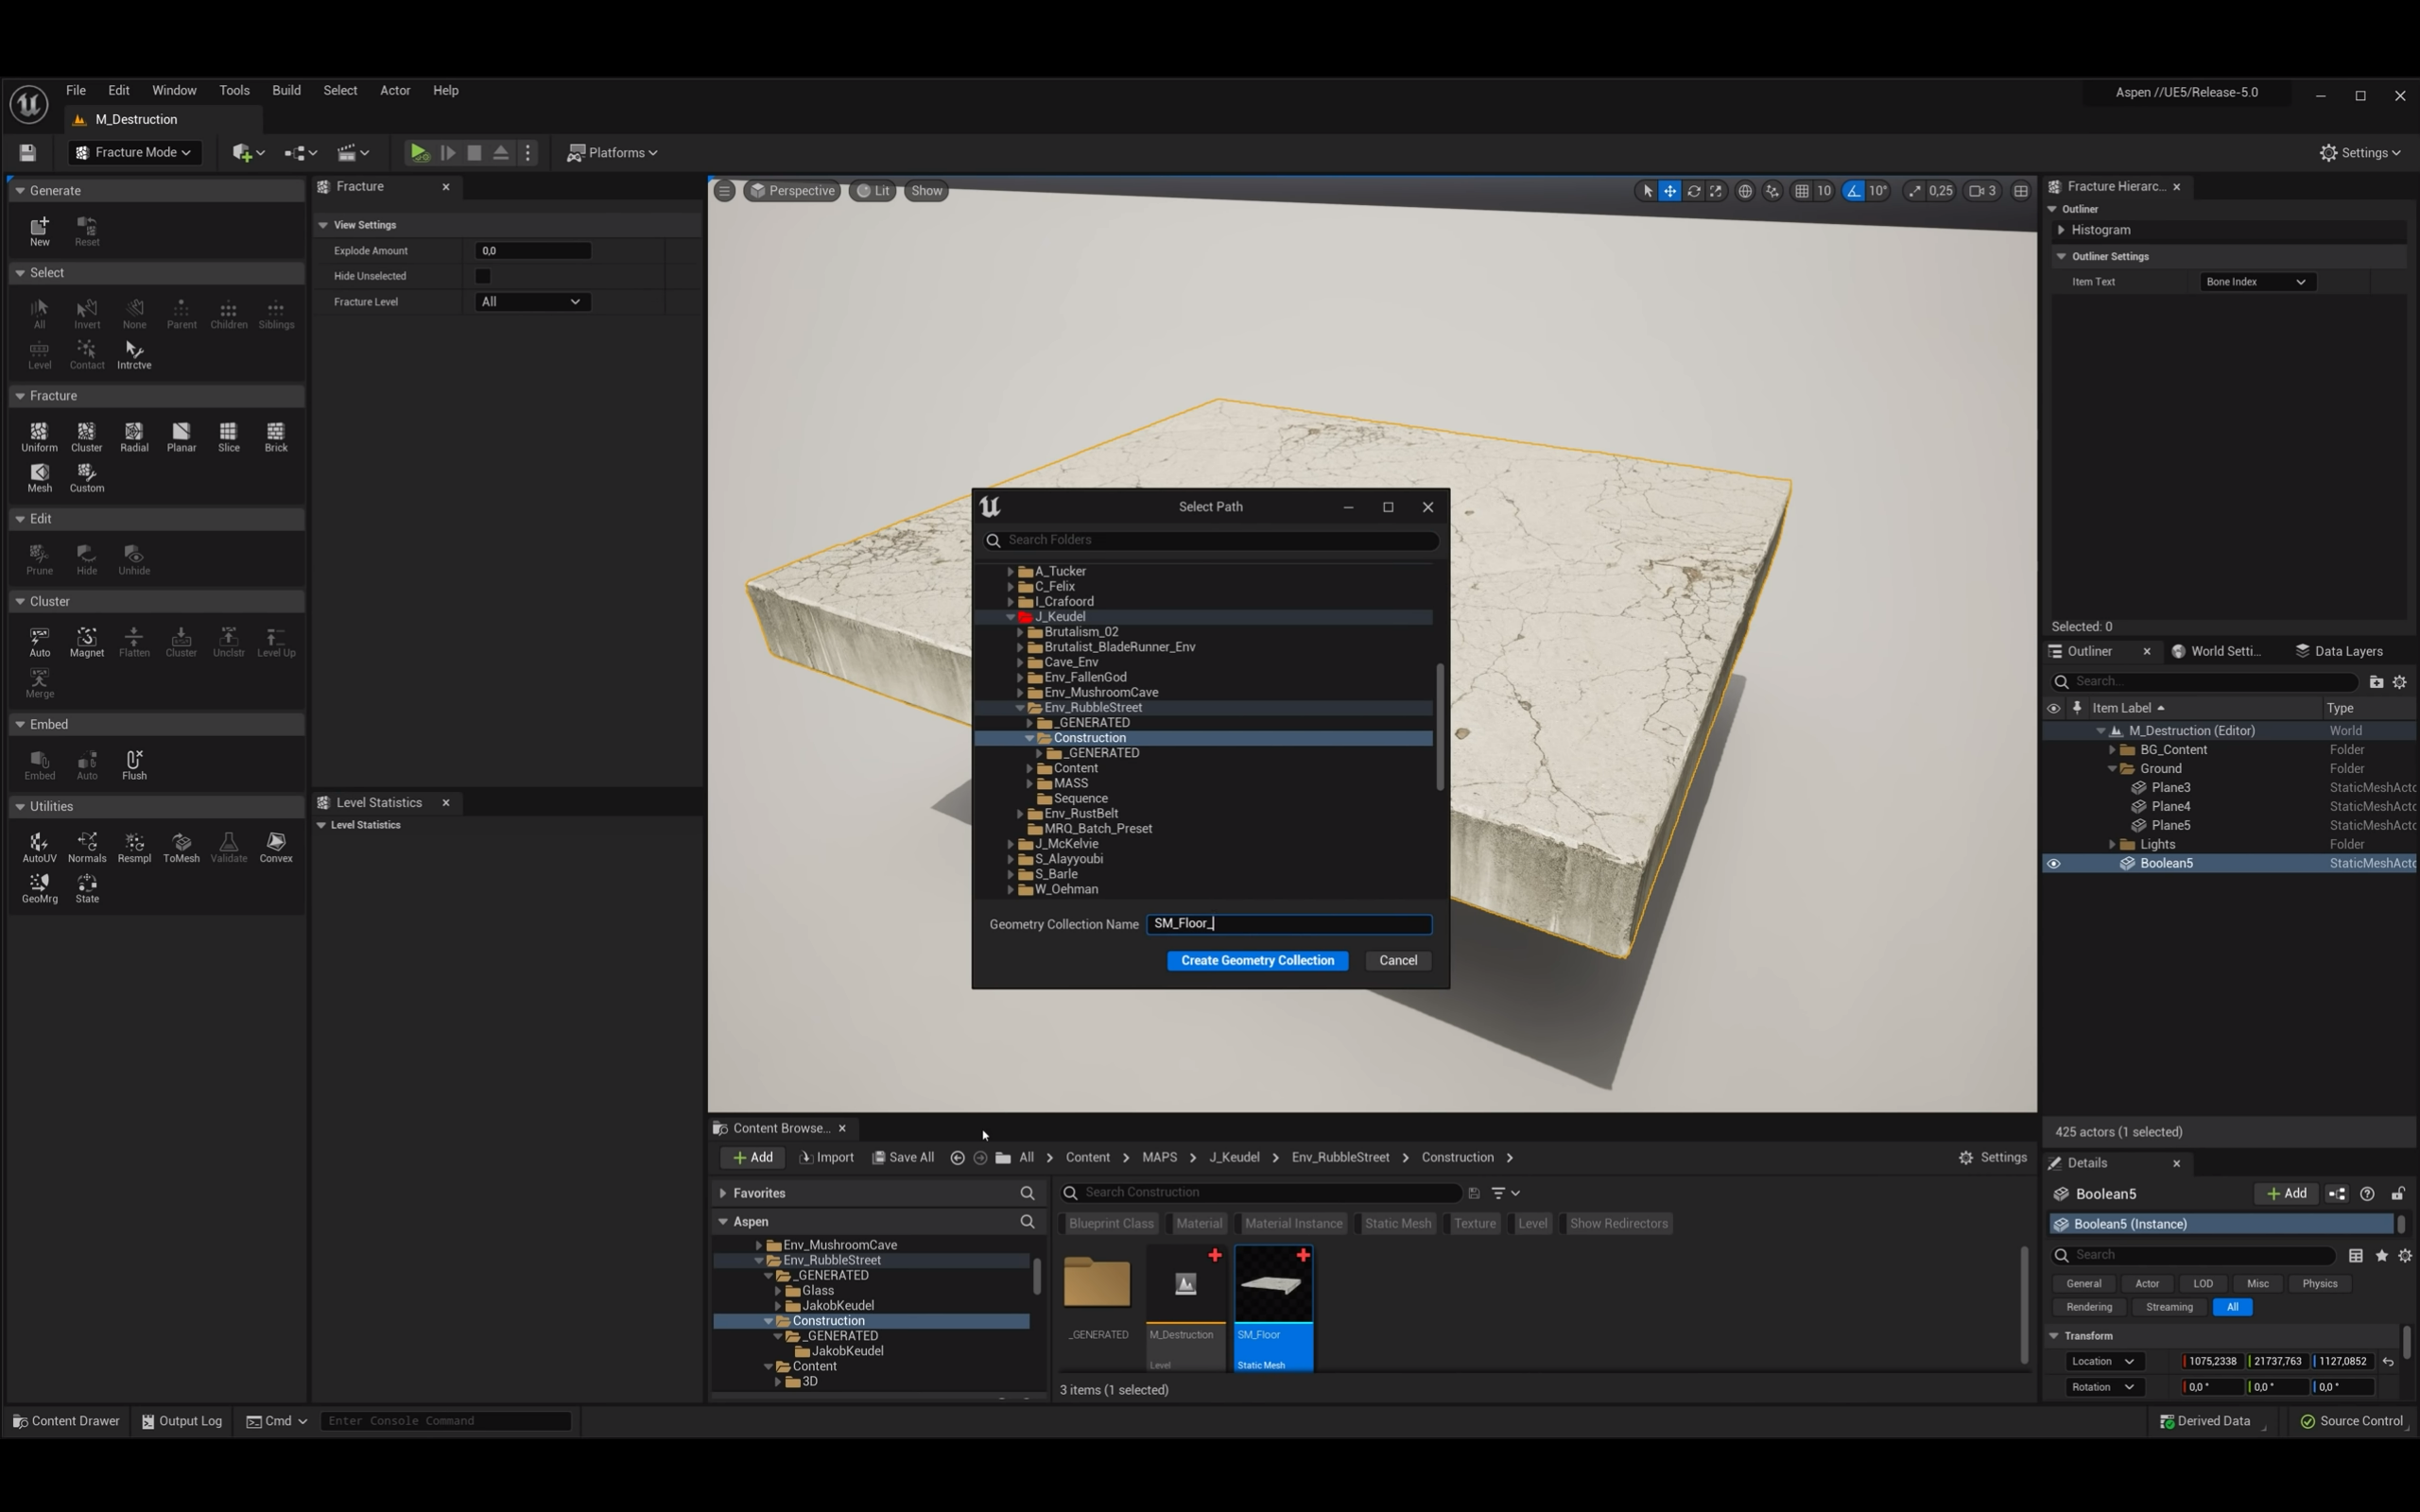 File Edit Window Tools Build Select Actor Help
Aspen //UE5/Release-5.0
M_Destruction
Fracture Mode
Platforms
Settings
Generate
New Reset
Select
All Invert None Parent Children Siblings
Level Contact Intrctve
Fracture
Uniform Cluster Radial Planar Slice Brick
Mesh Custom
Edit
Prune Hide Unhide
Cluster
Auto Magnet Flatten Cluster Unclstr Level Up
Merge
Embed
Embed Auto Flush
Utilities
AutoUV Normals Resmpl ToMesh Validate Convex
GeoMrg State
Fracture
View Settings
Explode Amount 0,0
Hide Unselected
Fracture Level All
Level Statistics
Level Statistics
Perspective Lit Show
10 10° 0,25 3
Select Path
Search Folders
A_Tucker
C_Felix
I_Crafoord
J_Keudel
Brutalism_02
Brutalist_BladeRunner_Env
Cave_Env
Env_FallenGod
Env_MushroomCave
Env_RubbleStreet
_GENERATED
Construction
_GENERATED
Content
MASS
Sequence
Env_RustBelt
MRQ_Batch_Preset
J_McKelvie
S_Alayyoubi
S_Barle
W_Oehman
Geometry Collection Name SM_Floor_
Create Geometry Collection Cancel
Content Browse...
Add Import Save All All Content MAPS J_Keudel Env_RubbleStreet Construction Settings
Favorites
Aspen
Env_MushroomCave
Env_RubbleStreet
_GENERATED
Glass
JakobKeudel
Construction
_GENERATED
JakobKeudel
Content
3D
Search Construction
Blueprint Class Material Material Instance Static Mesh Texture Level Show Redirectors
_GENERATED M_Destruction SM_Floor
Level Static Mesh
3 items (1 selected)
Fracture Hierarc...
Outliner
Histogram
Outliner Settings
Item Text Bone Index
Selected: 0
Outliner World Setti... Data Layers
Search...
Item Label Type
M_Destruction (Editor) World
BG_Content Folder
Ground Folder
Plane3 StaticMeshActo
Plane4 StaticMeshActo
Plane5 StaticMeshActo
Lights Folder
Boolean5 StaticMeshActo
425 actors (1 selected)
Details
Boolean5 Add
Boolean5 (Instance)
Search
General Actor LOD Misc Physics
Rendering Streaming All
Transform
Location 1075,2338 21737,763 1127,0852
Rotation 0,0 ° 0,0 ° 0,0 °
Content Drawer Output Log Cmd Enter Console Command Derived Data Source Control